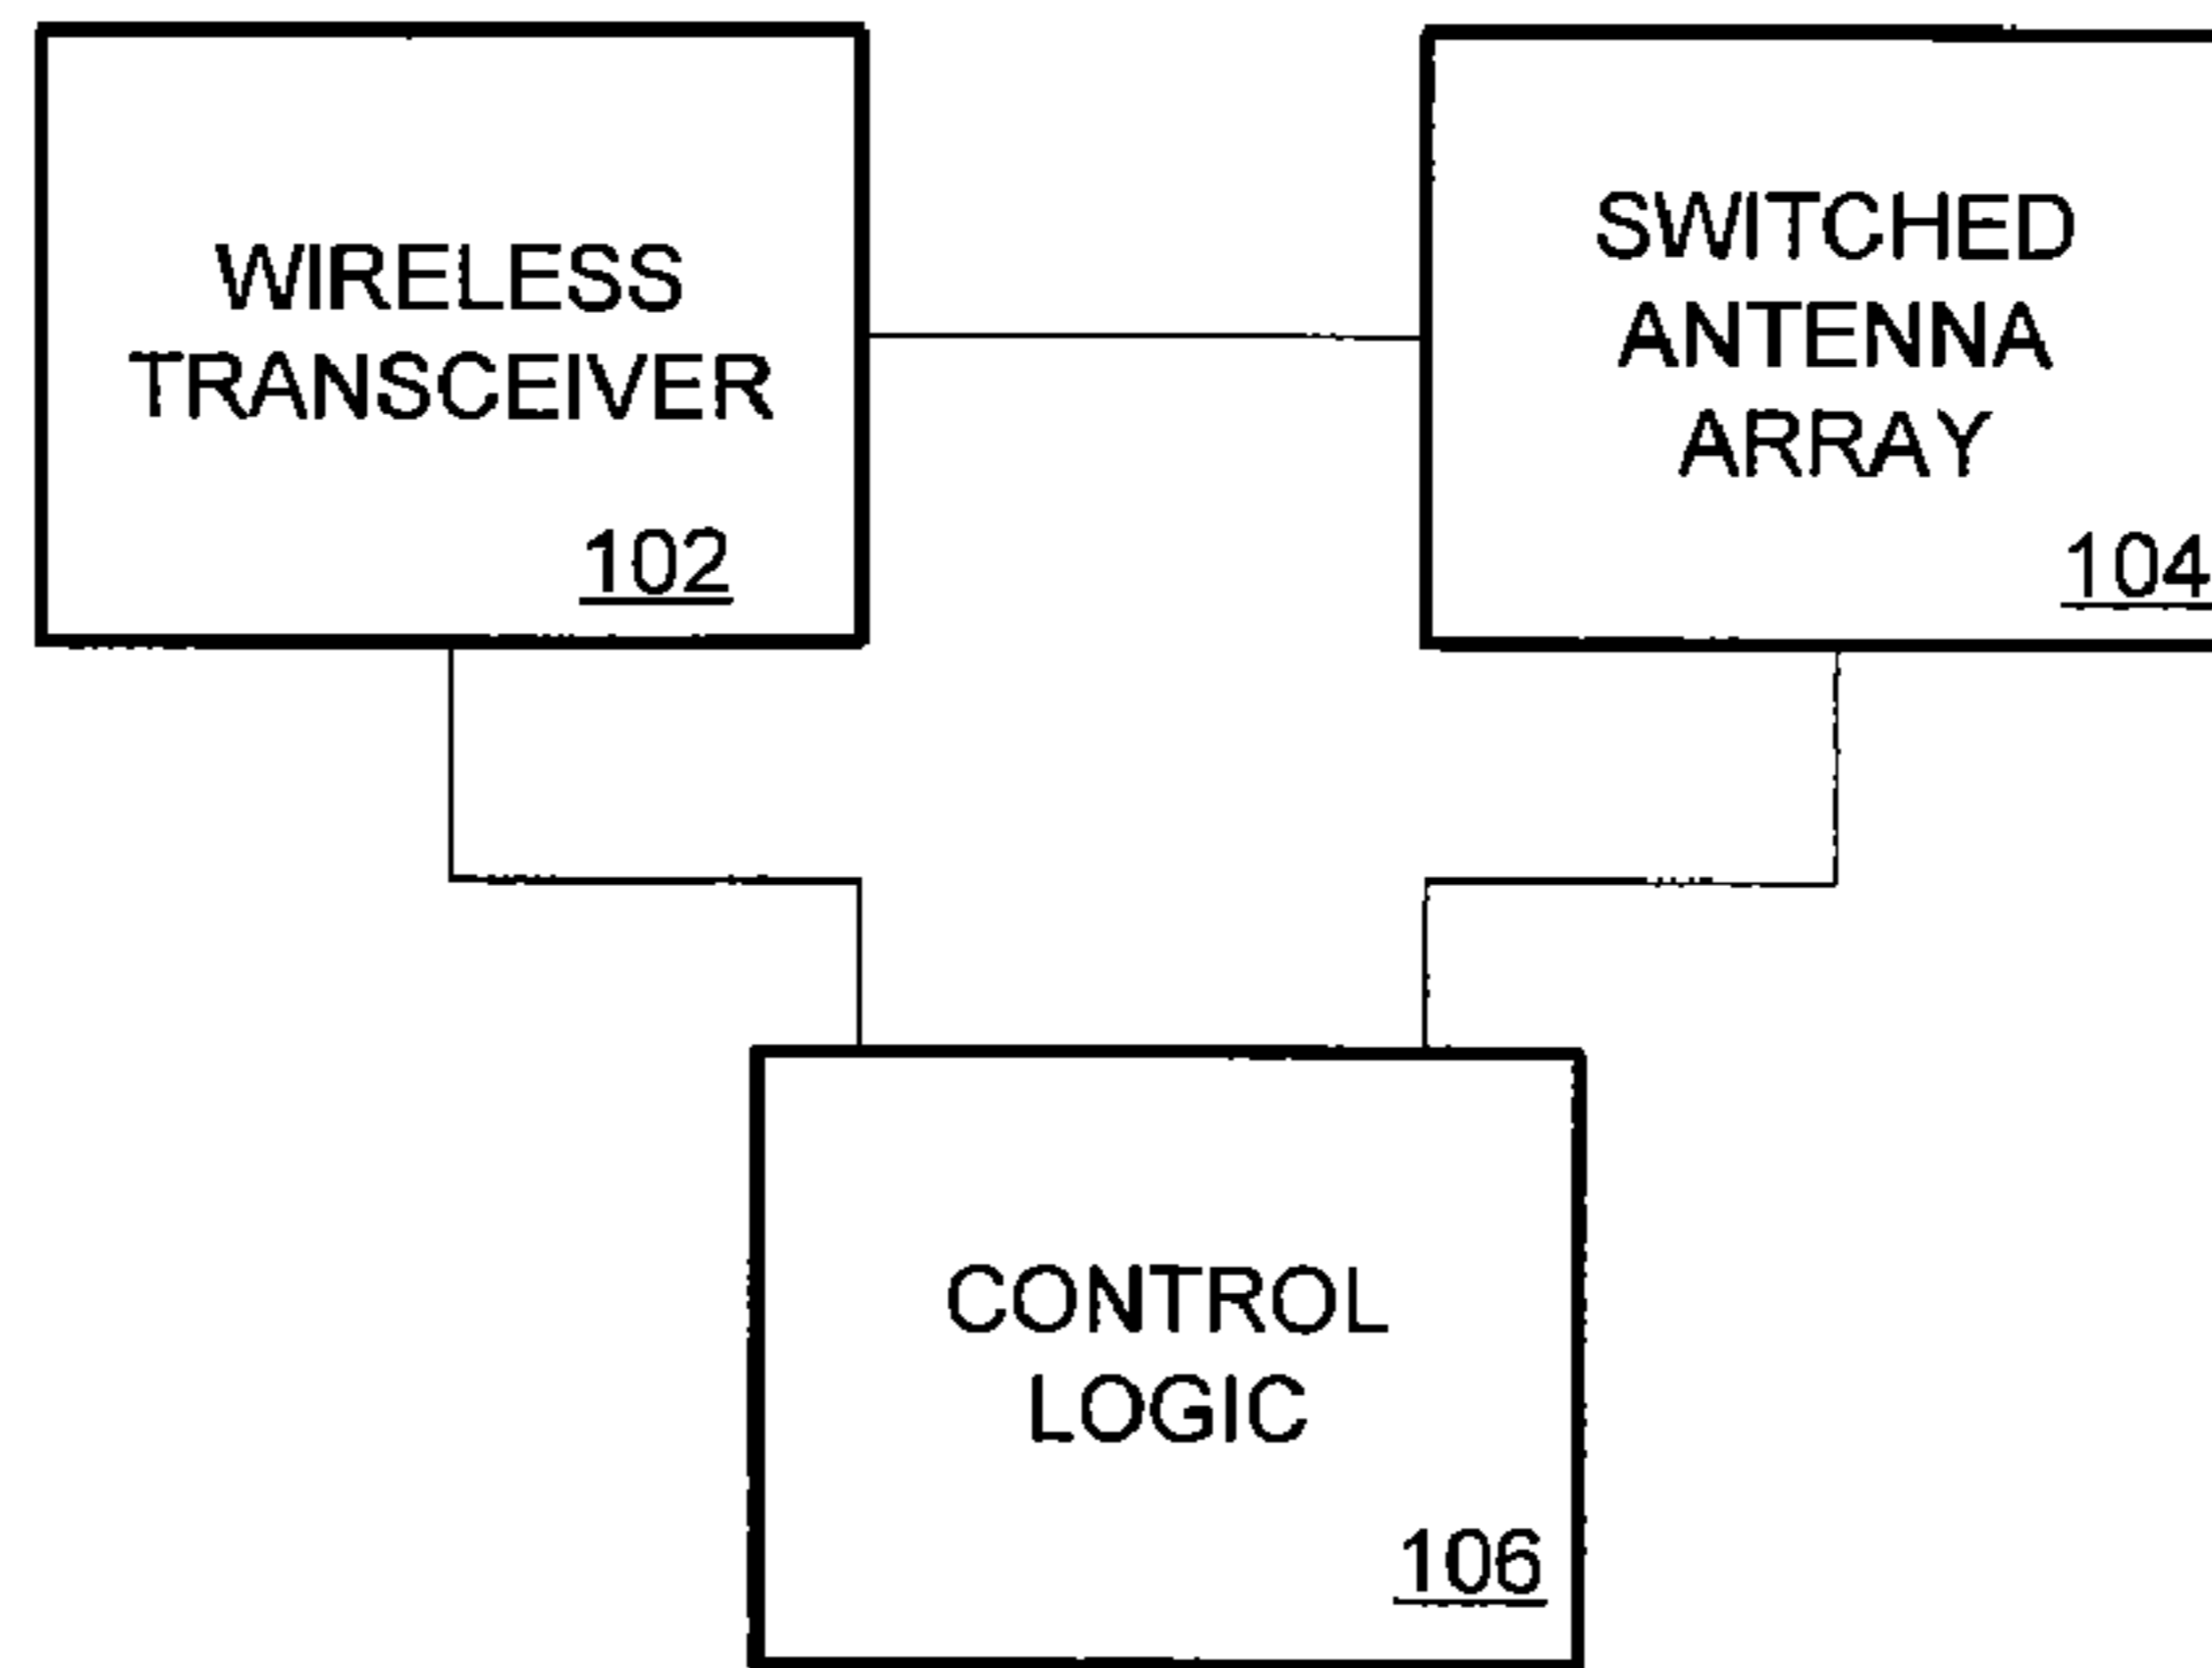 WIRELESS
TRANSCEIVER
102
SWITCHED
ANTENNA
ARRAY
104
CONTROL
LOGIC
106